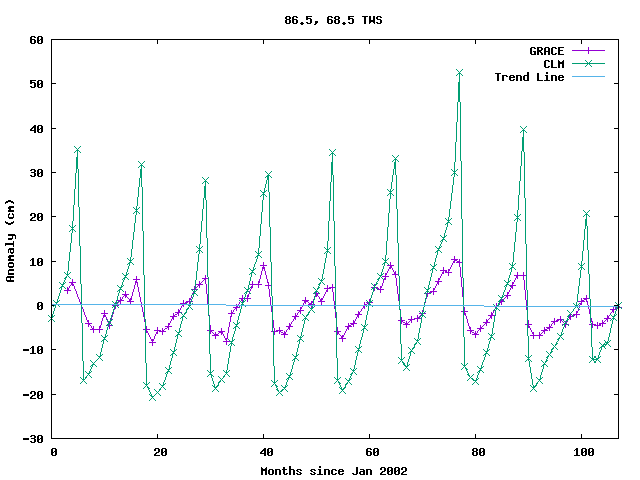 86.5, 68.5 TWS
GRACE
CLM
Trend Line
60
50
40
30
20
10
0
-10
-20
-30
Anomaly (cm)
0 20 40 60 80 100
Months since Jan 2002